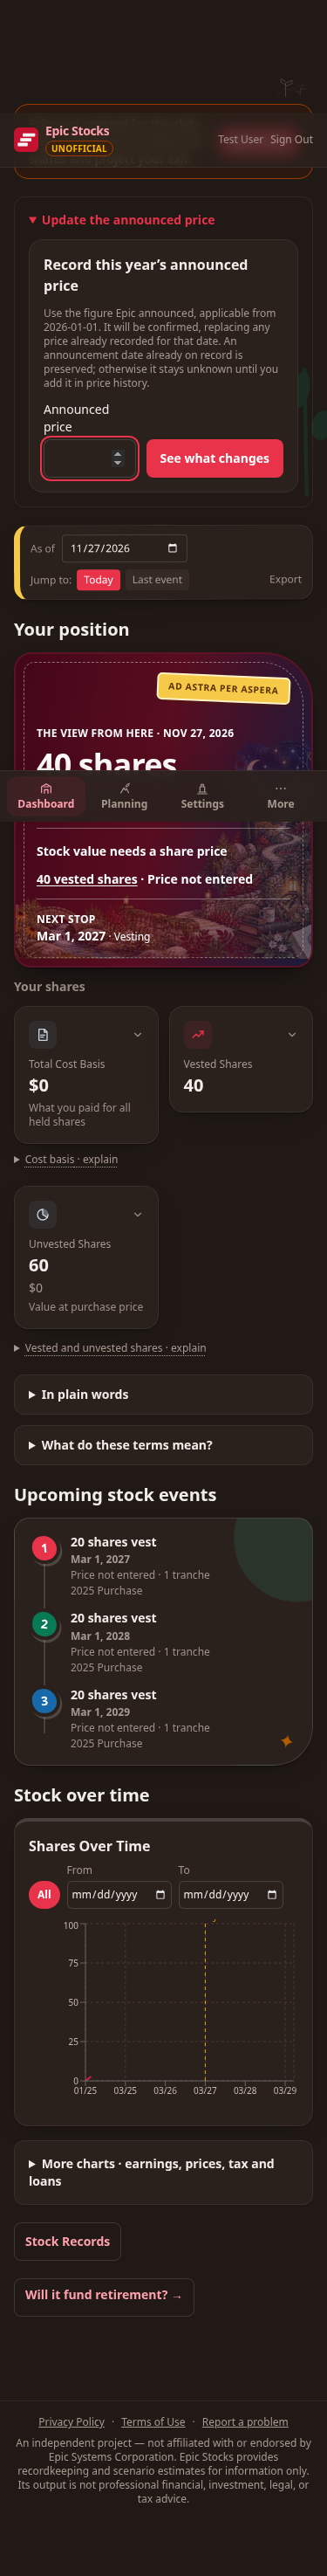 Epic Stocks
UNOFFICIAL
Test User Sign Out
▼ Update the announced price
Record this year's announced
price
Use the figure Epic announced, applicable from
2026-01-01. It will be confirmed, replacing any
price already recorded for that date. An
announcement date already on record is
preserved; otherwise it stays unknown until you
add it in price history.
Announced
price
See what changes
As of 11/27/2026
Jump to: Today Last event Export
Your position
AD ASTRA PER ASPERA
THE VIEW FROM HERE · NOV 27, 2026
40 shares
Dashboard Planning Settings More
Stock value needs a share price
40 vested shares · Price not entered
NEXT STOP
Mar 1, 2027 · Vesting
Your shares
Total Cost Basis
$0
What you paid for all
held shares
Vested Shares
40
▶ Cost basis · explain
Unvested Shares
60
$0
Value at purchase price
▶ Vested and unvested shares · explain
▶ In plain words
▶ What do these terms mean?
Upcoming stock events
1 20 shares vest
Mar 1, 2027
Price not entered · 1 tranche
2025 Purchase
2 20 shares vest
Mar 1, 2028
Price not entered · 1 tranche
2025 Purchase
3 20 shares vest
Mar 1, 2029
Price not entered · 1 tranche
2025 Purchase
Stock over time
Shares Over Time
From To
All mm/dd/yyyy mm/dd/yyyy
100
75
50
25
0
01/25 03/25 03/26 03/27 03/28 03/29
▶ More charts · earnings, prices, tax and
loans
Stock Records
Will it fund retirement? →
Privacy Policy · Terms of Use · Report a problem
An independent project — not affiliated with or endorsed by
Epic Systems Corporation. Epic Stocks provides
recordkeeping and scenario estimates for information only.
Its output is not professional financial, investment, legal, or
tax advice.